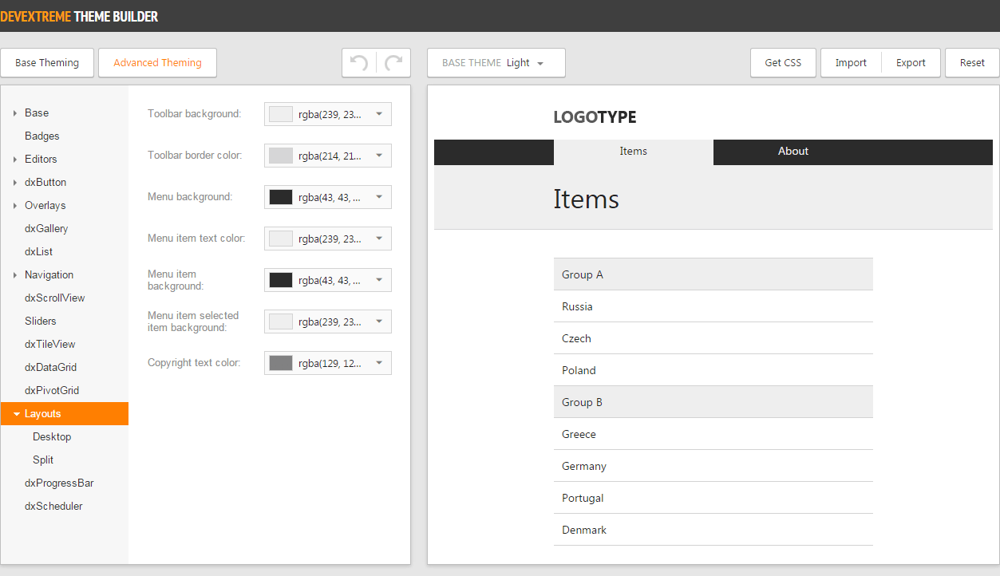 DEVEXTREME THEME BUILDER
Base Theming
Advanced Theming
BASE THEME Light
Get CSS
Import
Export
Reset
Base
Badges
Editors
dxButton
Overlays
dxGallery
dxList
Navigation
dxScrollView
Sliders
dxTileView
dxDataGrid
dxPivotGrid
Layouts
Desktop
Split
dxProgressBar
dxScheduler
Toolbar background: rgba(239, 23...
Toolbar border color: rgba(214, 21...
Menu background: rgba(43, 43, ...
Menu item text color: rgba(239, 23...
Menu item
background: rgba(43, 43, ...
Menu item selected
item background: rgba(239, 23...
Copyright text color: rgba(129, 12...
LOGOTYPE
Items
About
Items
Group A
Russia
Czech
Poland
Group B
Greece
Germany
Portugal
Denmark